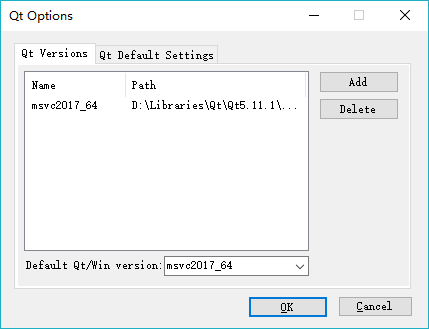 Qt Options
Qt Versions Qt Default Settings
Name Path Add
msvc2017_64 D:\Libraries\Qt\Qt5.11.1\... Delete
Default Qt/Win version: msvc2017_64
OK Cancel